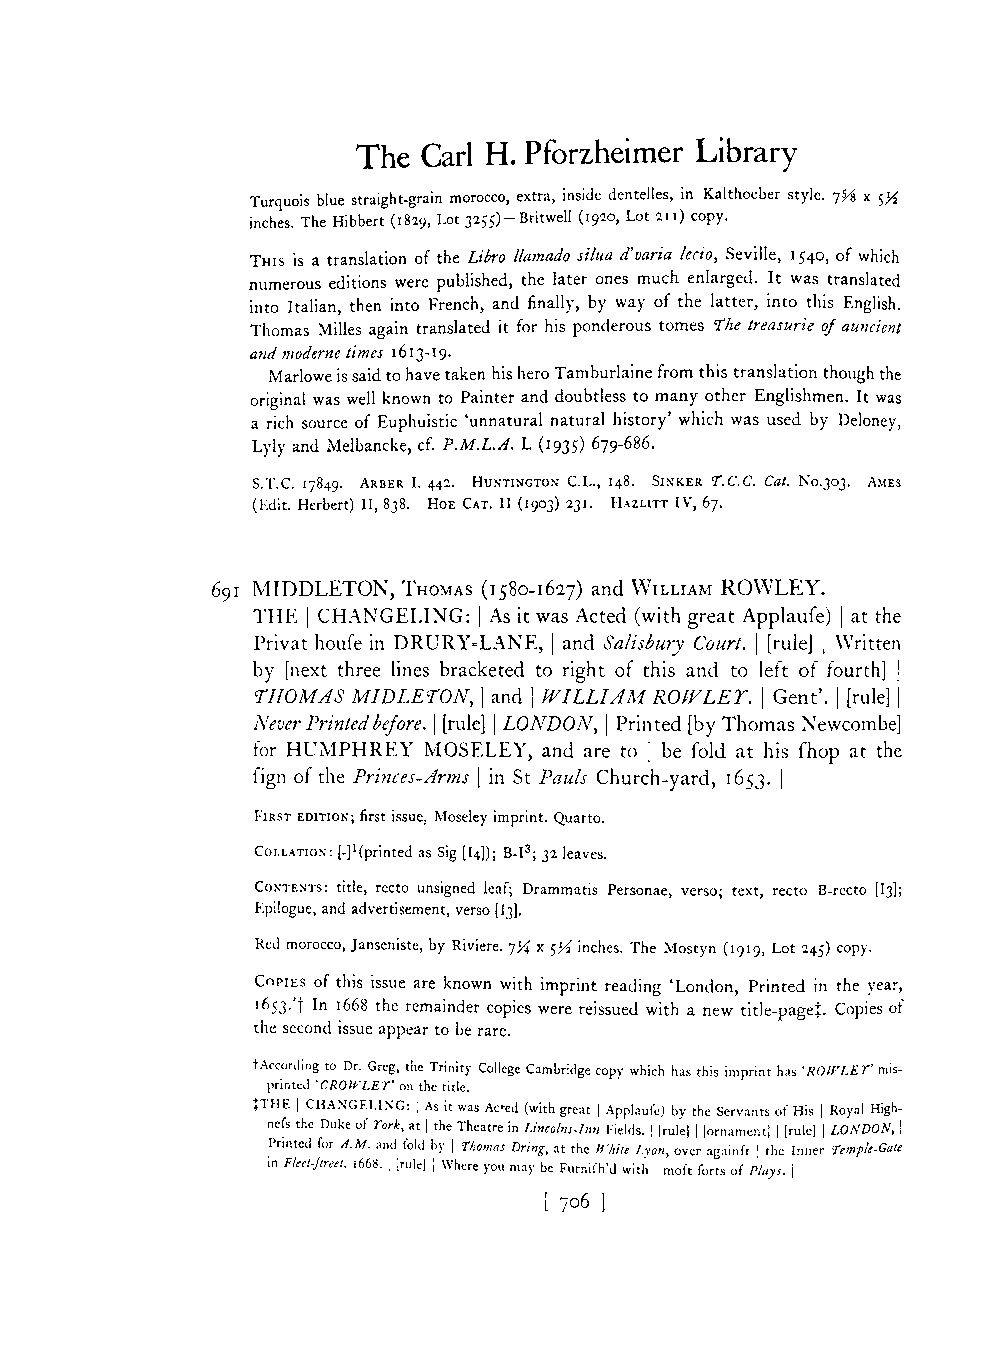 The Carl H. Pforzheimer Library
Turquois blue straight-grain morocco, extra, inside dentelles, in Kalthoeber style. 7⅝ x 5½
inches. The Hibbert (1829, Lot 3255)—Britwell (1920, Lot 211) copy.
THIS is a translation of the Libro llamado silua d'varia lecio, Seville, 1540, of which
numerous editions were published, the later ones much enlarged. It was translated
into Italian, then into French, and finally, by way of the latter, into this English.
Thomas Milles again translated it for his ponderous tomes The treasurie of auncient
and moderne times 1613-19.
Marlowe is said to have taken his hero Tamburlaine from this translation though the
original was well known to Painter and doubtless to many other Englishmen. It was
a rich source of Euphuistic 'unnatural natural history' which was used by Deloney,
Lyly and Melbancke, cf. P.M.L.A. L (1935) 679-686.
S.T.C. 17849. ARBER I. 442. HUNTINGTON C.L., 148. SINKER T.C.C. Cat. No.303. AMES
(Edit. Herbert) II, 838. HOE CAT. II (1903) 231. HAZLITT IV, 67.
691 MIDDLETON, THOMAS (1580-1627) and WILLIAM ROWLEY.
THE | CHANGELING: | As it was Acted (with great Applaufe) | at the
Privat houfe in DRURY=LANE, | and Salisbury Court. | [rule] | Written
by [next three lines bracketed to right of this and to left of fourth] |
THOMAS MIDLETON, | and | WILLIAM ROWLEY. | Gent'. | [rule] |
Never Printed before. | [rule] | LONDON, | Printed [by Thomas Newcombe]
for HUMPHREY MOSELEY, and are to | be fold at his fhop at the
fign of the Princes-Arms | in St Pauls Church-yard, 1653. |
FIRST EDITION; first issue, Moseley imprint. Quarto.
COLLATION: [-]¹(printed as Sig [I4]); B-I³; 32 leaves.
CONTENTS: title, recto unsigned leaf; Drammatis Personae, verso; text, recto B-recto [I3];
Epilogue, and advertisement, verso [I3].
Red morocco, Janseniste, by Riviere. 7¼ x 5½ inches. The Mostyn (1919, Lot 245) copy.
COPIES of this issue are known with imprint reading 'London, Printed in the year,
1653.'† In 1668 the remainder copies were reissued with a new title-page‡. Copies of
the second issue appear to be rare.
†According to Dr. Greg, the Trinity College Cambridge copy which has this imprint has 'ROWLEY' mis-
printed 'CROWLEY' on the title.
‡THE | CHANGELING: | As it was Acted (with great | Applaufe) by the Servants of His | Royal High-
nefs the Duke of York, at | the Theatre in Lincolns-Inn Fields. | [rule] | [ornament] | [rule] | LONDON, |
Printed for A.M. and fold by | Thomas Dring, at the White Lyon, over againft | the Inner Temple-Gate
in Fleet-ftreet. 1668. | [rule] | Where you may be Furnifh'd with | moft forts of Plays. |
[ 706 ]